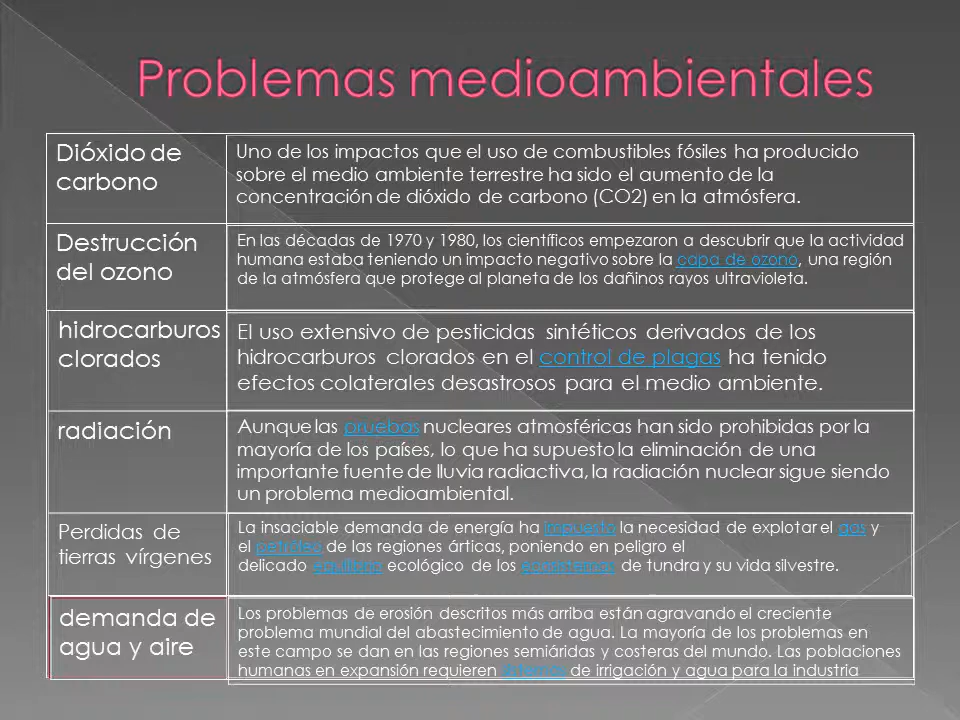 Problemas medioambientales
Dióxido de
carbono
Uno de los impactos que el uso de combustibles fósiles ha producido
sobre el medio ambiente terrestre ha sido el aumento de la
concentración de dióxido de carbono (CO2) en la atmósfera.
Destrucción
del ozono
En las décadas de 1970 y 1980, los científicos empezaron a descubrir que la actividad
humana estaba teniendo un impacto negativo sobre la capa de ozono, una región
de la atmósfera que protege al planeta de los dañinos rayos ultravioleta.
hidrocarburos
clorados
El uso extensivo de pesticidas sintéticos derivados de los
hidrocarburos clorados en el control de plagas ha tenido
efectos colaterales desastrosos para el medio ambiente.
radiación
Aunque las pruebas nucleares atmosféricas han sido prohibidas por la
mayoría de los países, lo que ha supuesto la eliminación de una
importante fuente de lluvia radiactiva, la radiación nuclear sigue siendo
un problema medioambiental.
Perdidas de
tierras vírgenes
La insaciable demanda de energía ha impuesto la necesidad de explotar el gas y
el petróleo de las regiones árticas, poniendo en peligro el
delicado equilibrio ecológico de los ecosistemas de tundra y su vida silvestre.
demanda de
agua y aire
Los problemas de erosión descritos más arriba están agravando el creciente
problema mundial del abastecimiento de agua. La mayoría de los problemas en
este campo se dan en las regiones semiáridas y costeras del mundo. Las poblaciones
humanas en expansión requieren sistemas de irrigación y agua para la industria